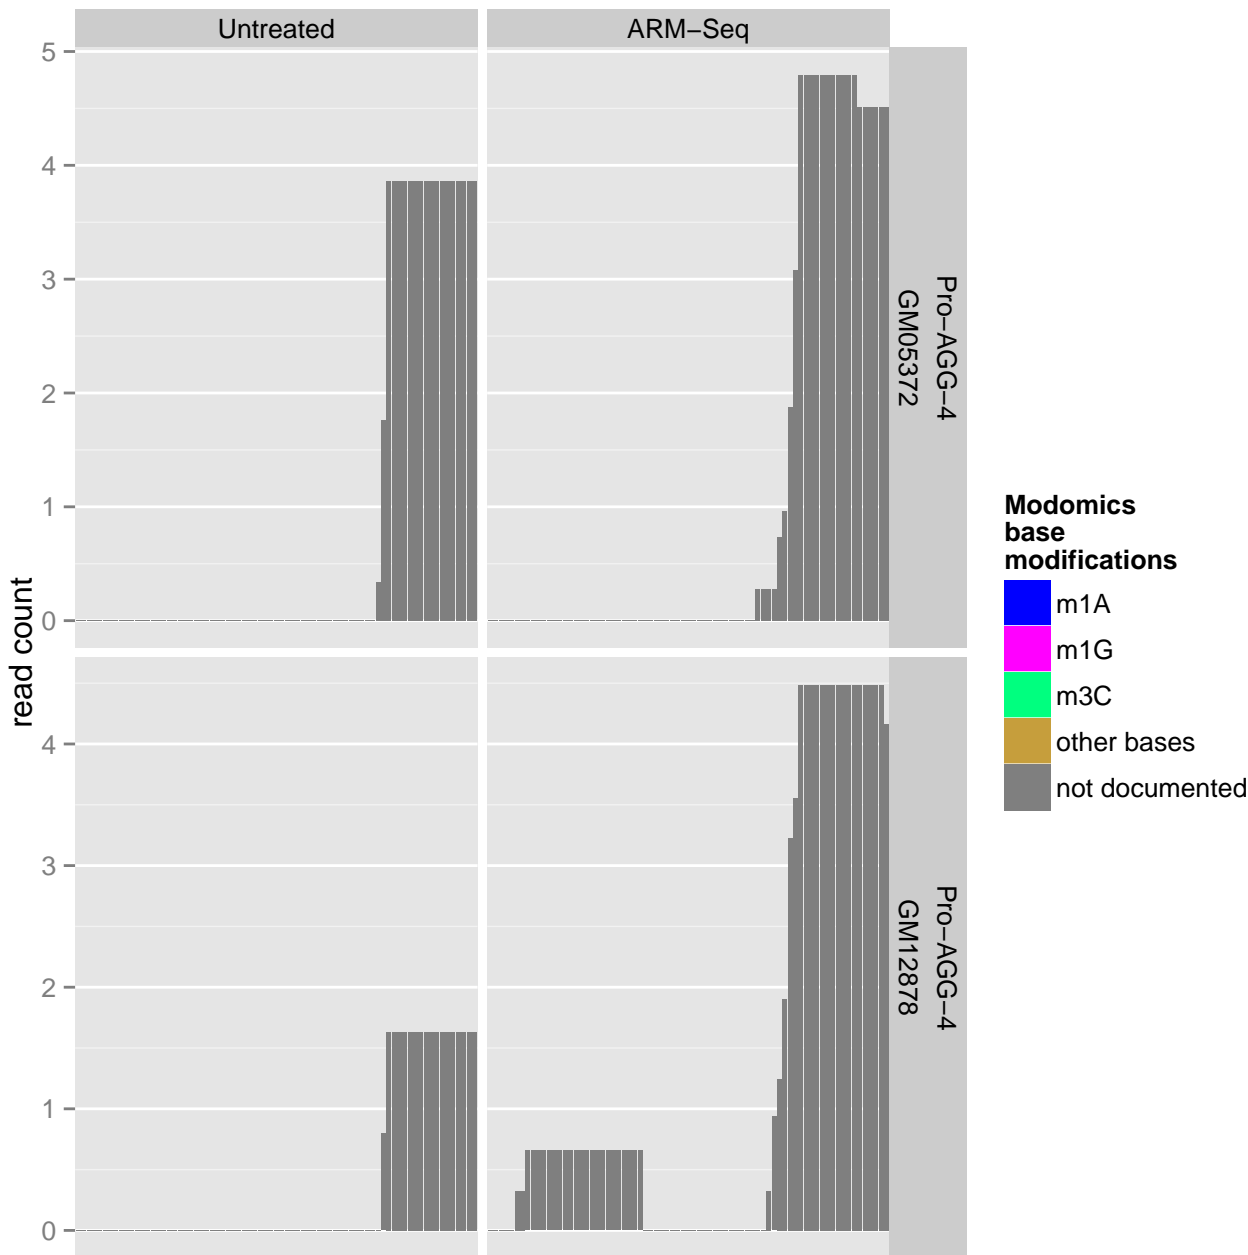 Untreated
ARM−Seq
5
4
3
2
1
0
Pro−AGG−4
GM05372
4
3
2
1
0
Pro−AGG−4
GM12878
read count
Modomics
base
modifications
m1A
m1G
m3C
other bases
not documented